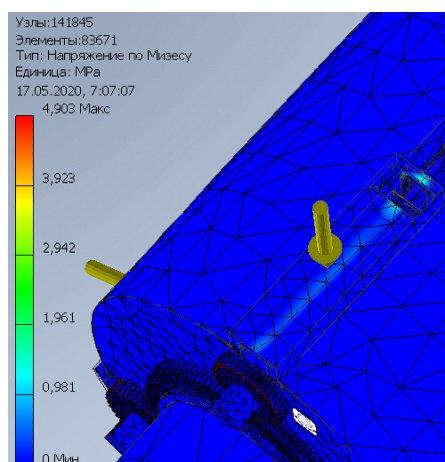 Узлы:141845
Элементы:83671
Тип: Напряжение по Мизесу
Единица: MPa
17.05.2020, 7:07:07
4,903 Макс
3,923
2,942
1,961
0,981
0 Мин